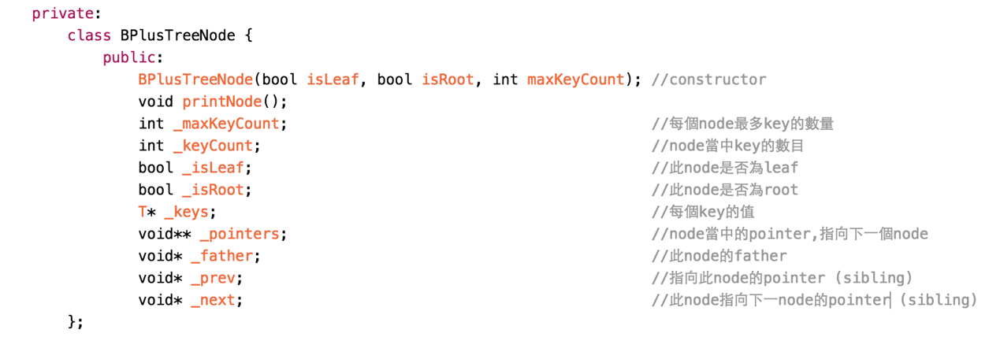 private:
class BPlusTreeNode {
public:
BPlusTreeNode(bool isLeaf, bool isRoot, int maxKeyCount); //constructor
void printNode();
int _maxKeyCount; //每個node最多key的數量
int _keyCount; //node當中key的數目
bool _isLeaf; //此node是否為leaf
bool _isRoot; //此node是否為root
T* _keys; //每個key的值
void** _pointers; //node當中的pointer,指向下一個node
void* _father; //此node的father
void* _prev; //指向此node的pointer (sibling)
void* _next; //此node指向下一node的pointer (sibling)
};